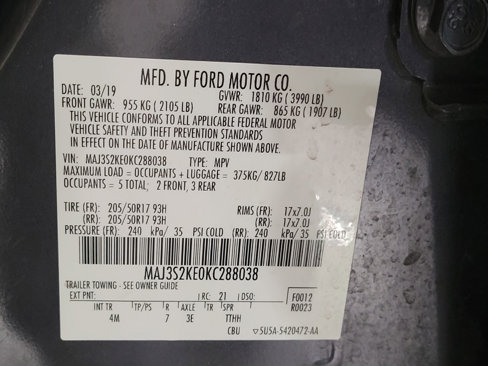 MFD. BY FORD MOTOR CO.
DATE: 03/19 GVWR: 1810 KG ( 3990 LB)
FRONT GAWR: 955 KG ( 2105 LB) REAR GAWR: 865 KG ( 1907 LB)
THIS VEHICLE CONFORMS TO ALL APPLICABLE FEDERAL MOTOR
VEHICLE SAFETY AND THEFT PREVENTION STANDARDS
IN EFFECT ON THE DATE OF MANUFACTURE SHOWN ABOVE.
VIN: MAJ3S2KE0KC288038 TYPE: MPV
MAXIMUM LOAD = OCCUPANTS + LUGGAGE = 375KG/ 827LB
OCCUPANTS = 5 TOTAL; 2 FRONT, 3 REAR
TIRE (FR): 205/50R17 93H RIMS (FR): 17x7.0J
(RR): 205/50R17 93H (RR): 17x7.0J
PRESSURE (FR): 240 kPa/ 35 PSI COLD (RR): 240 kPa/ 35 PSI COLD
MAJ3S2KE0KC288038
TRAILER TOWING - SEE OWNER GUIDE
EXT PNT: RC: 21 DSO: F0012
R0023
INT TR TP/PS R AXLE TR SPR
4M 7 3E TTHH
CBU 5U5A-S420472-AA